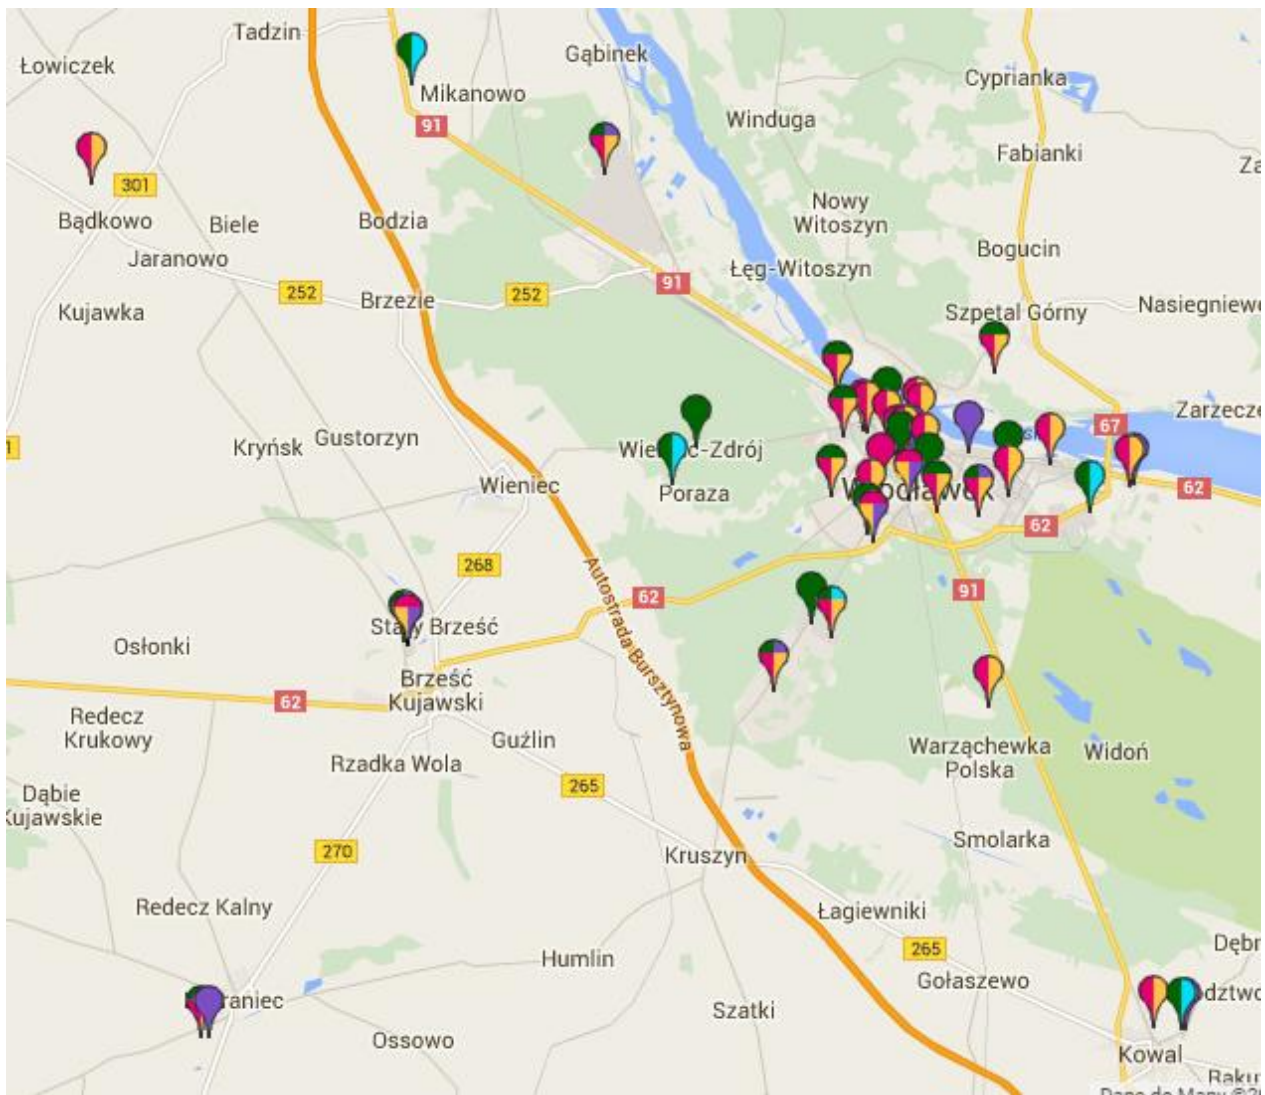 Tadzin
Łowiczek
Gąbinek
Cyprianka
Mikanowo
91
Winduga
Fabianki
301
Nowy
Witoszyn
Bądkowo
Biele
Bodzia
Bogucin
Jaranowo
Łęg-Witoszyn
91
252
252
Brzezie
Kujawka
Szpetal Górny
Nasiegniewo
Zarzecze
67
Kryńsk
Gustorzyn
Wieniec
Poraza
62
62
268
Autostrada Bursztynowa
62
91
Osłonki
Brześć
Kujawski
62
Redecz
Krukowy
Guźlin
Rzadka Wola
265
Warząchewka
Polska
Widoń
Dąbie
Kujawskie
270
Smolarka
Kruszyn
Redecz Kalny
Łagiewniki
265
Humlin
Gołaszewo
raniec
Szatki
Ossowo
Kowal